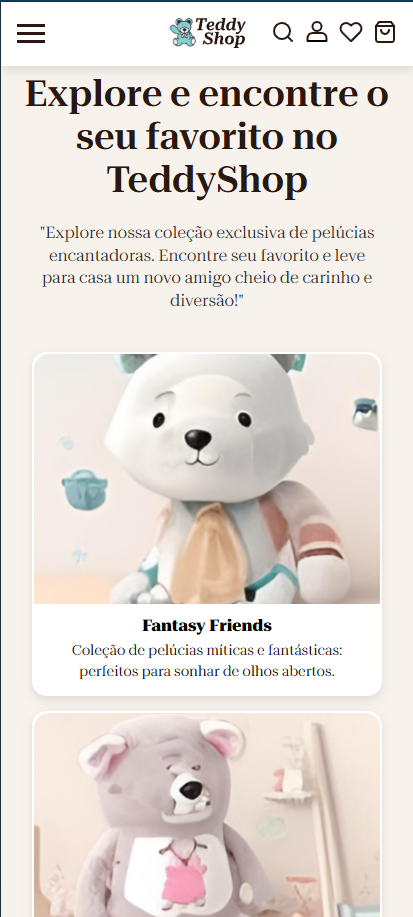 Teddy
Shop
Explore e encontre o
seu favorito no
TeddyShop
"Explore nossa coleção exclusiva de pelúcias
encantadoras. Encontre seu favorito e leve
para casa um novo amigo cheio de carinho e
diversão!"
Fantasy Friends
Coleção de pelúcias míticas e fantásticas:
perfeitos para sonhar de olhos abertos.